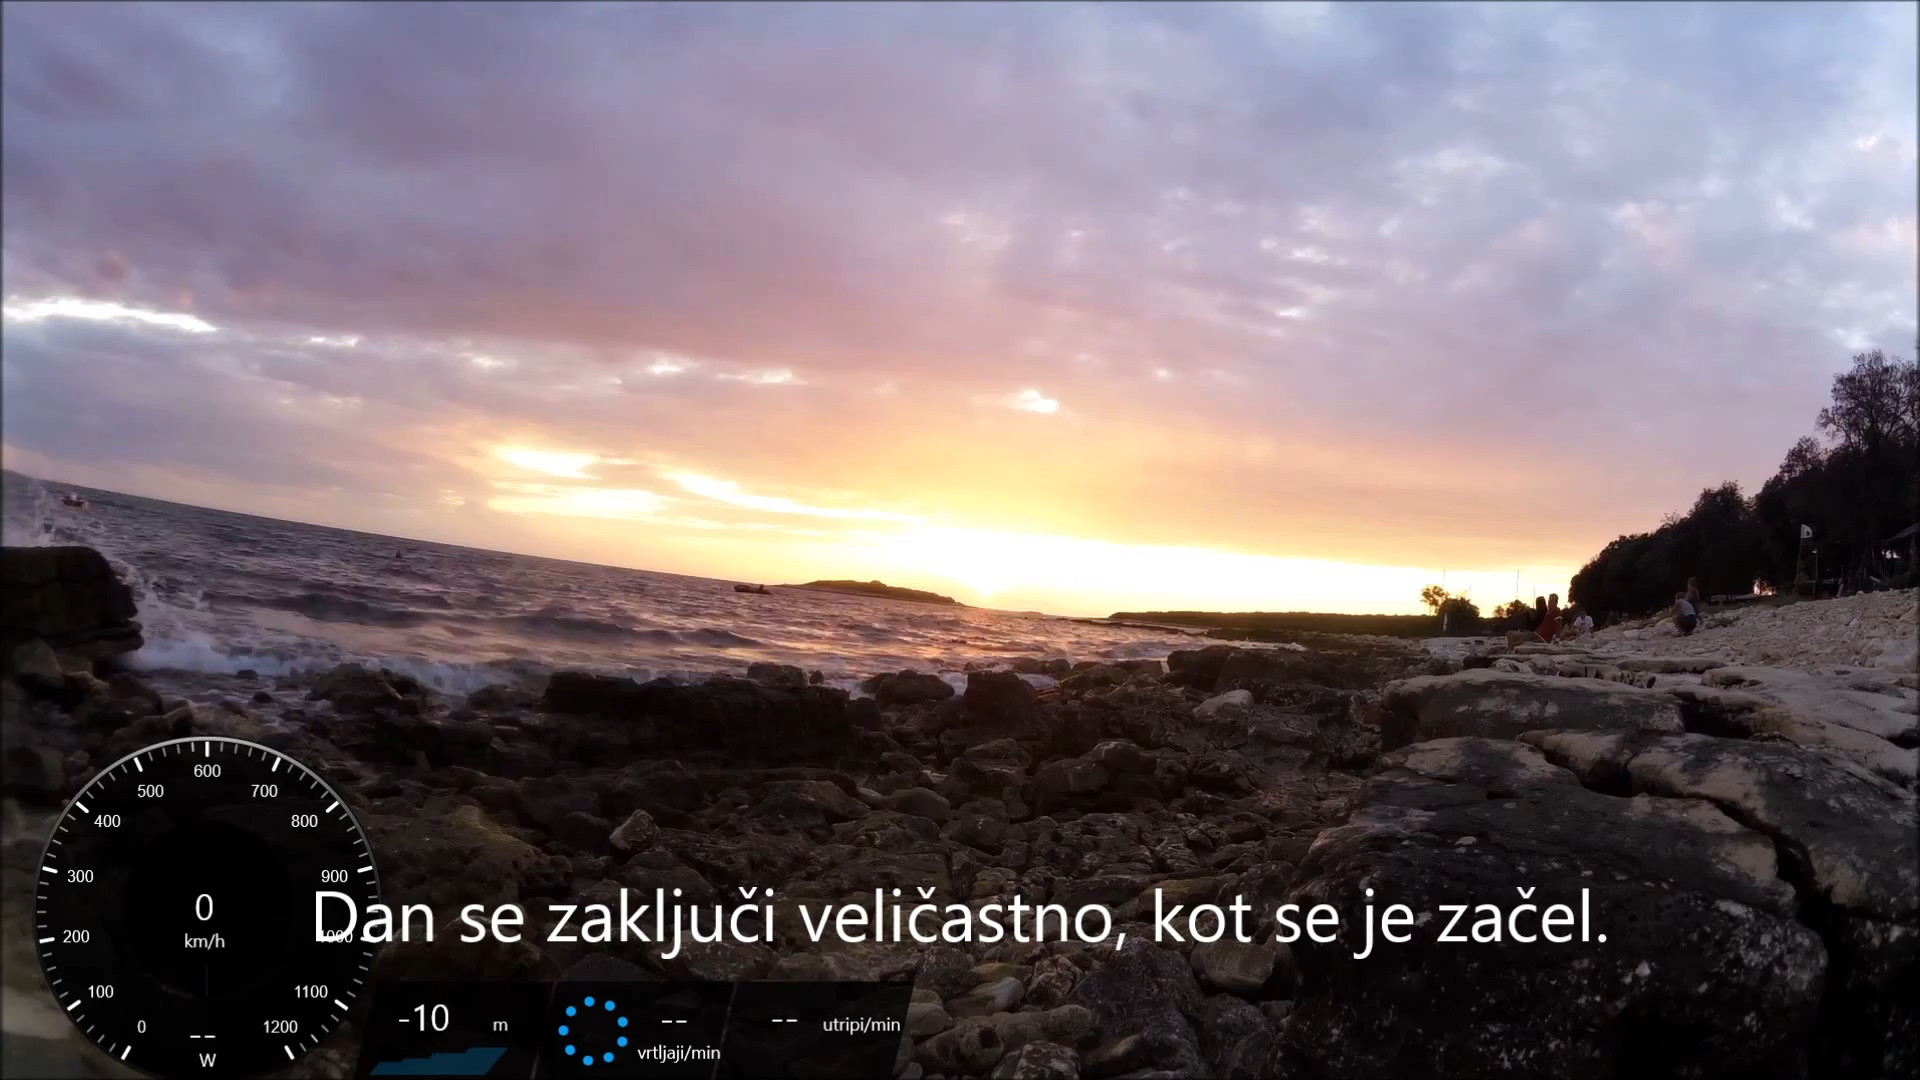 600
500
700
400
800
300
900
0
km/h
Dan se zaključi veličastno, kot se je začel.
200
1000
100
1100
0
1200
--
W
-10 m
--
vrtljaji/min
-- utripi/min